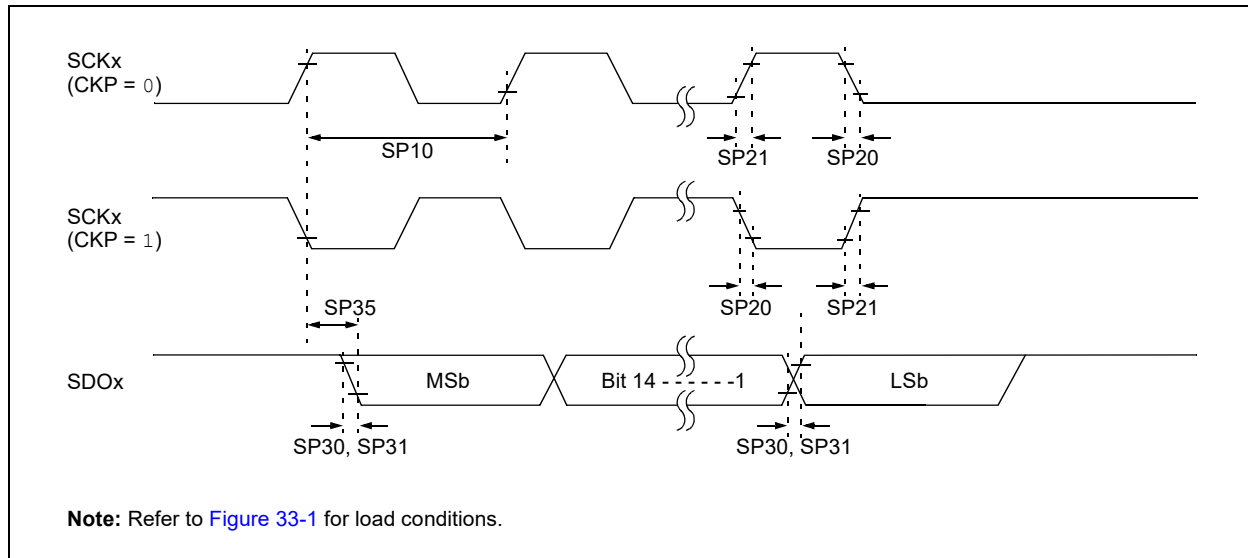 SCKx
(CKP = 0)
SP10
SP21
SP20
SCKx
(CKP = 1)
SP35
SP20
SP21
SDOx
MSb
Bit 14 - - - - - -1
LSb
SP30, SP31
SP30, SP31
Note: Refer to Figure 33-1 for load conditions.